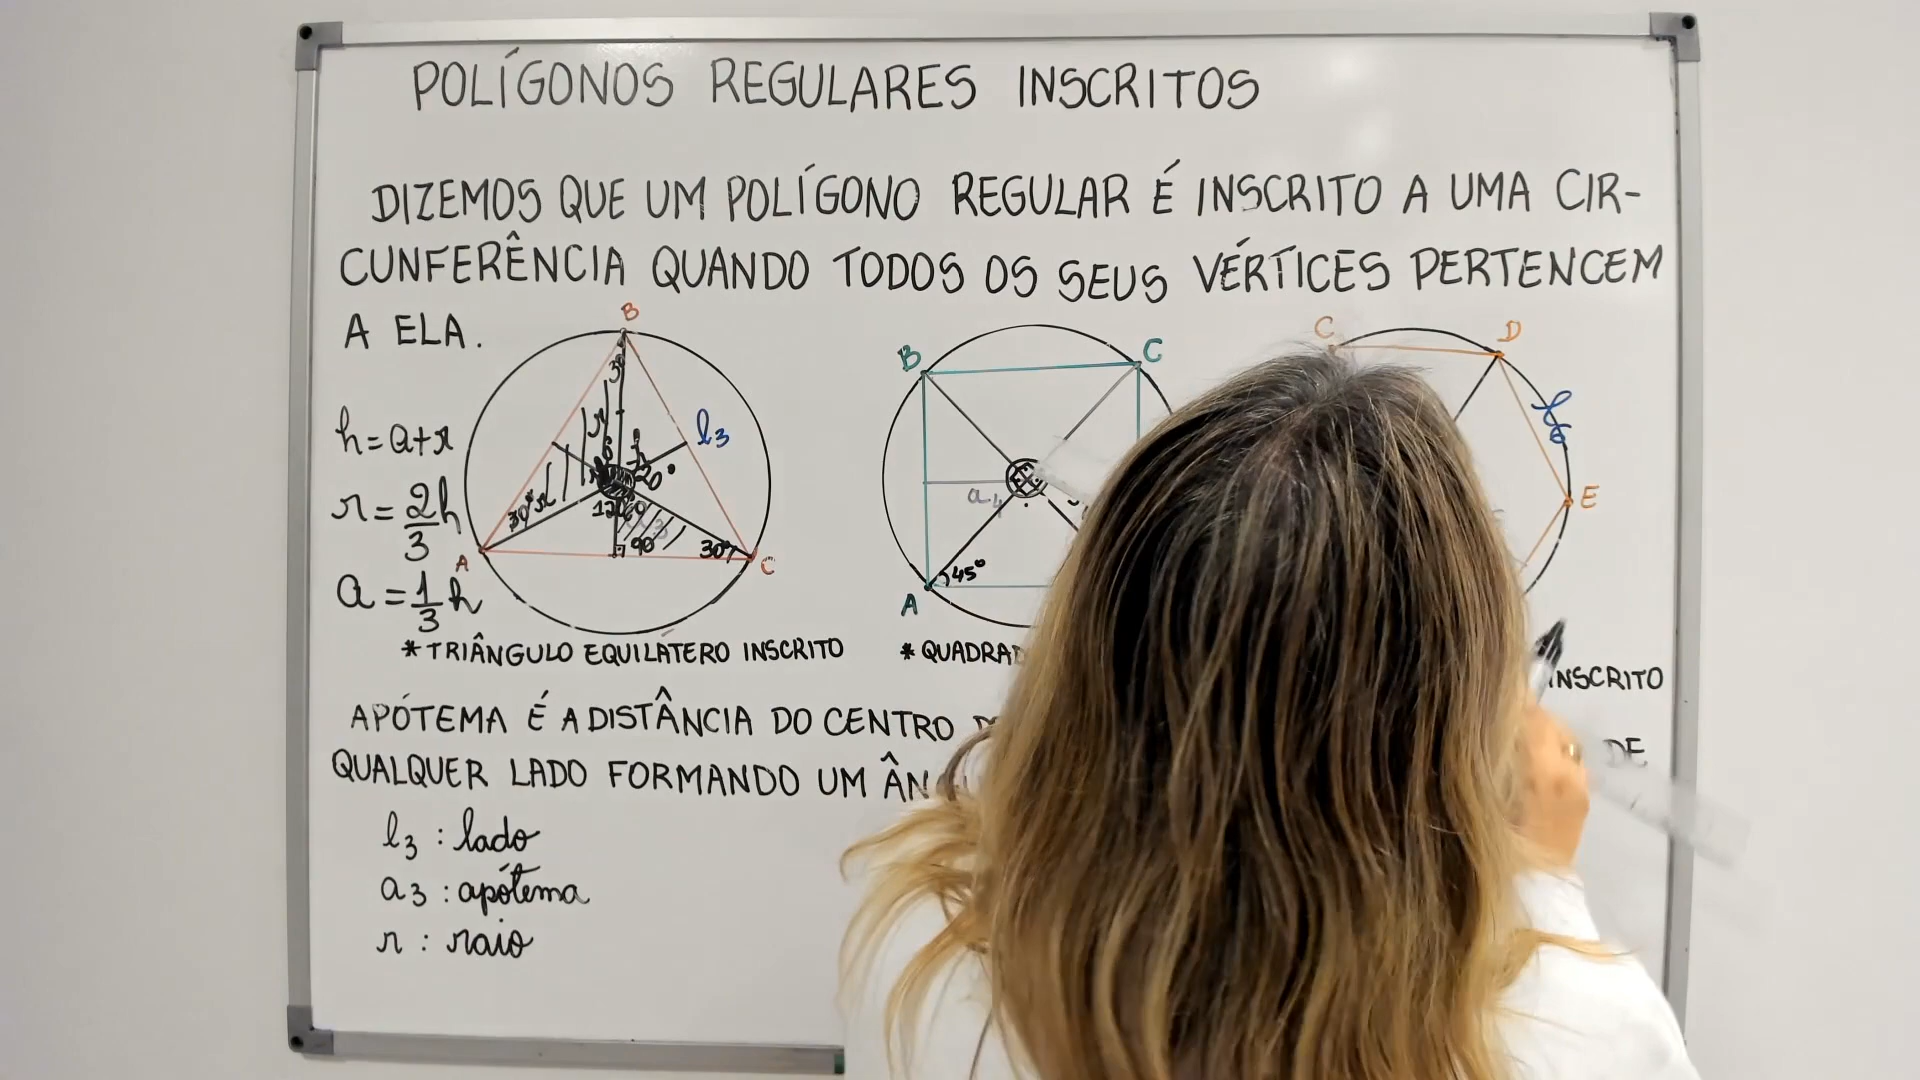 POLÍGONOS REGULARES INSCRITOS
DIZEMOS QUE UM POLÍGONO REGULAR É INSCRITO A UMA CIR-
CUNFERÊNCIA QUANDO TODOS OS SEUS VÉRTICES PERTENCEM
A ELA.
h = a + r
r = 2h/3
a = 1/3 h
B
l3
30°
90
30°
A
C
B
C
a4
45°
A
C
D
l6
E
* TRIÂNGULO EQUILÁTERO INSCRITO
* QUADRAD
INSCRITO
APÓTEMA É A DISTÂNCIA DO CENTRO
DE
QUALQUER LADO FORMANDO UM ÂN
l3 : lado
a3 : apótema
r : raio